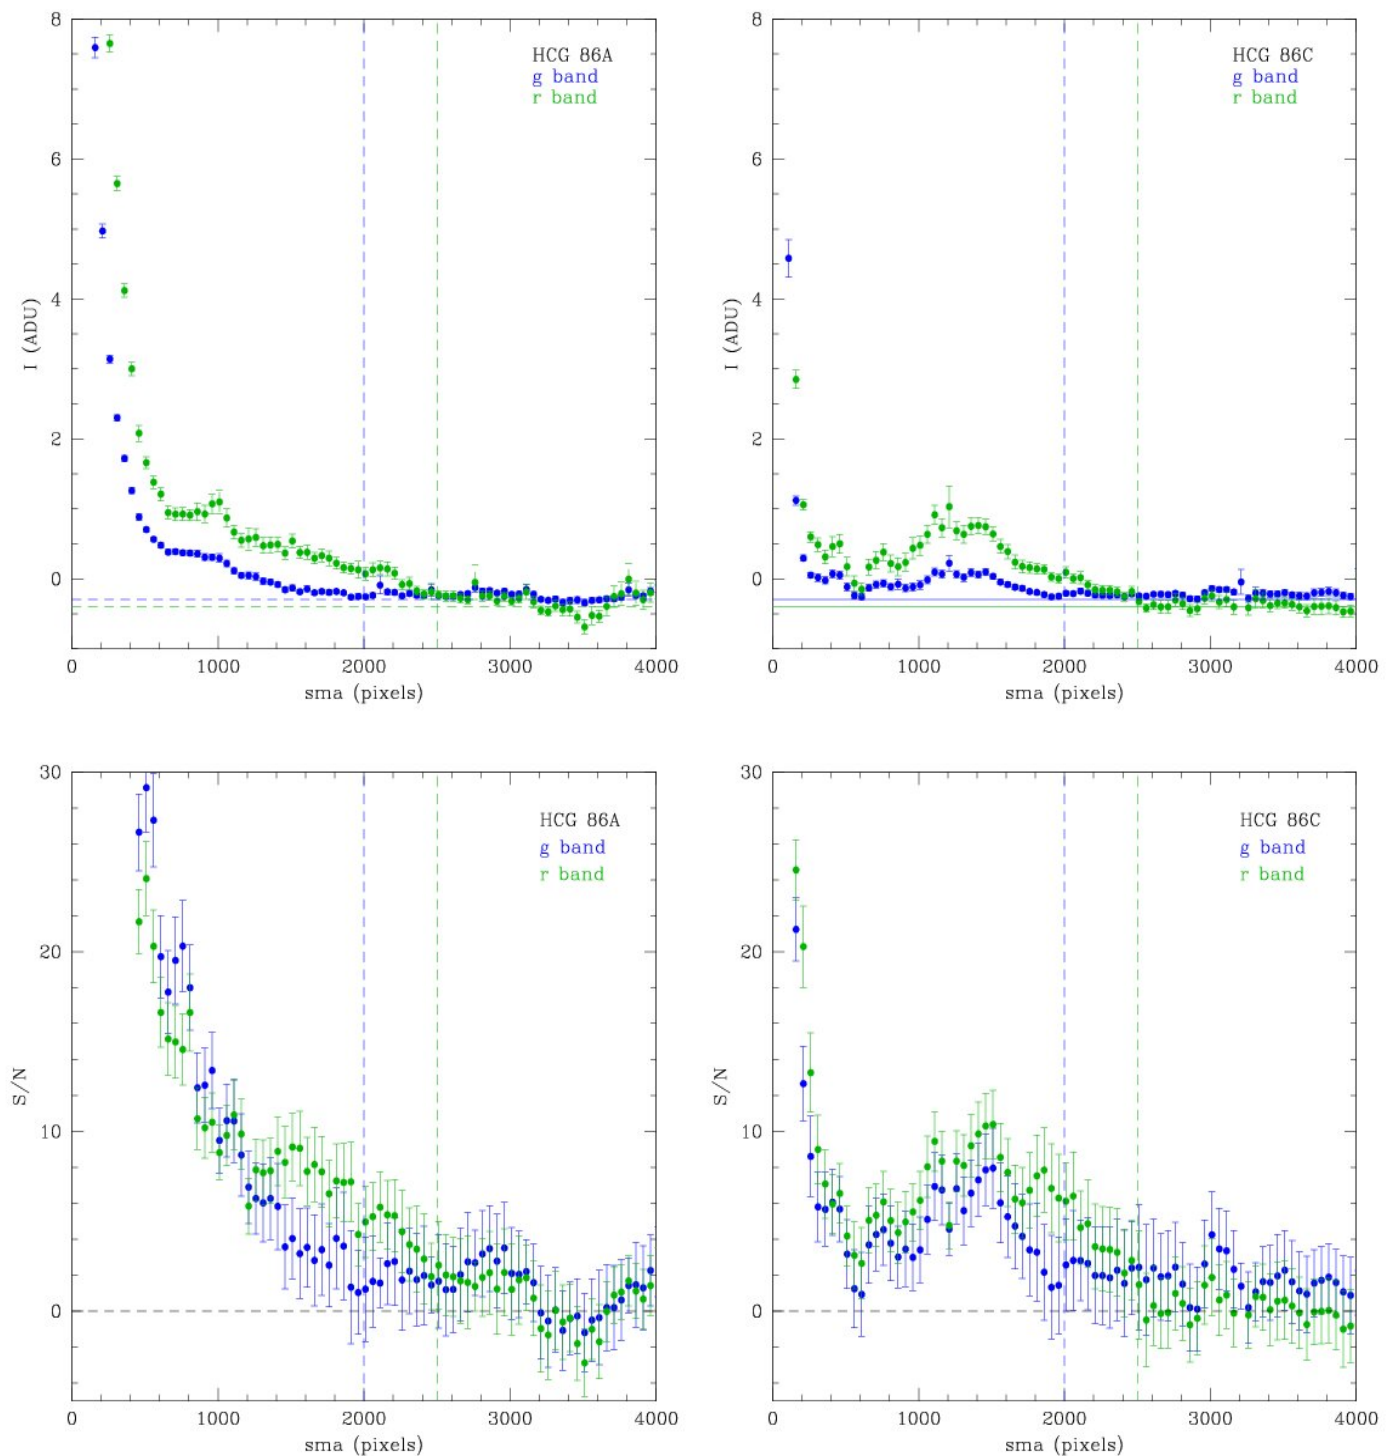 8
6
4
2
0
I (ADU)
HCG 86A
g band
r band
0 1000 2000 3000 4000
sma (pixels)
8
6
4
2
0
I (ADU)
HCG 86C
g band
r band
0 1000 2000 3000 4000
sma (pixels)
30
20
10
0
S/N
HCG 86A
g band
r band
0 1000 2000 3000 4000
sma (pixels)
30
20
10
0
S/N
HCG 86C
g band
r band
0 1000 2000 3000 4000
sma (pixels)